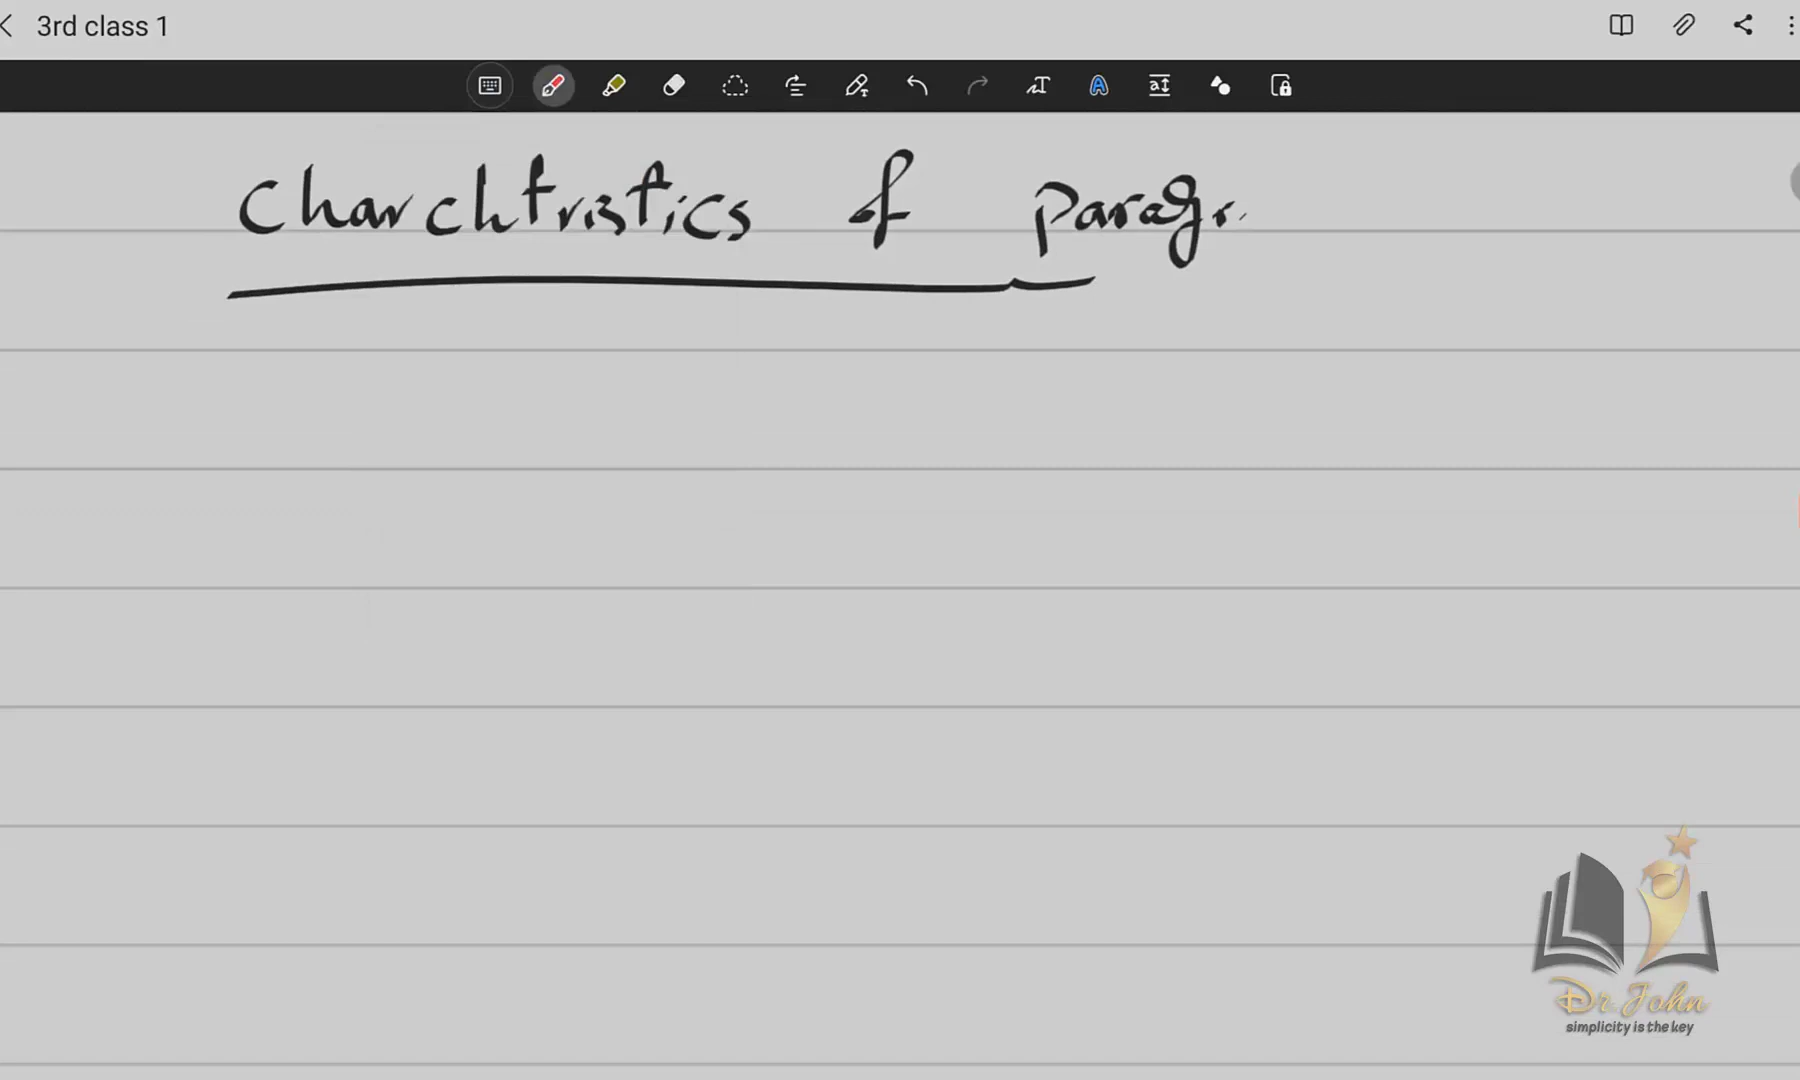 3rd class 1
Charchtristics of paragr
Dr. John
simplicity is the key